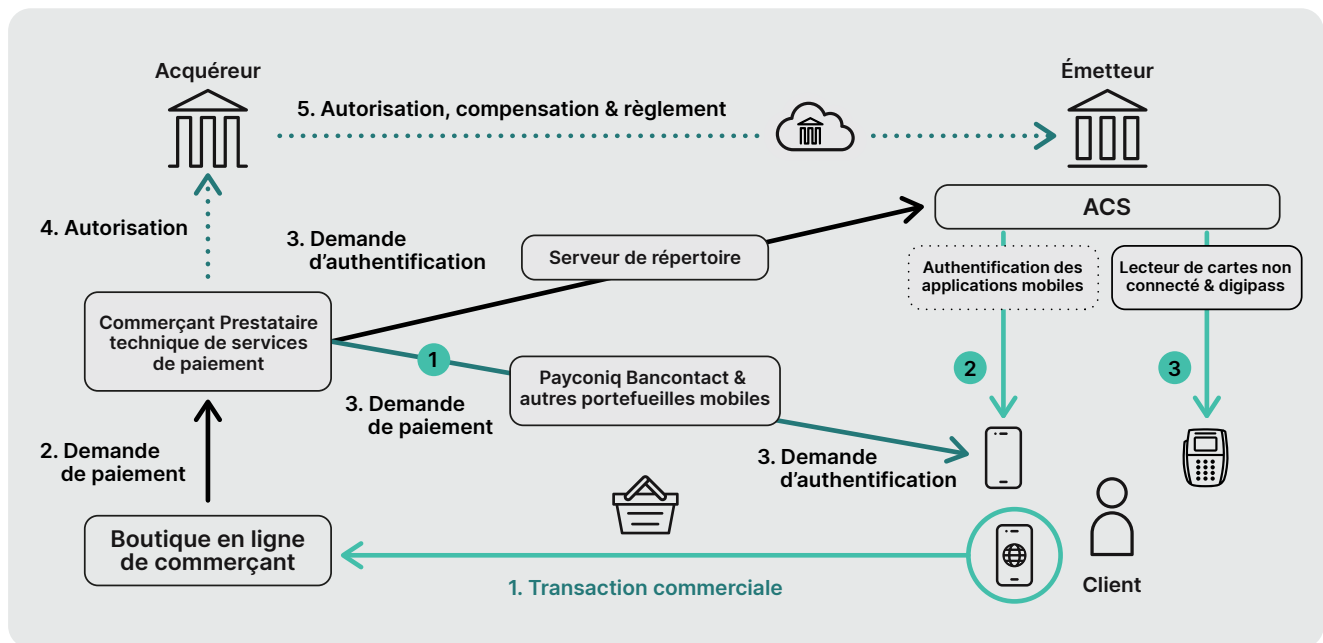 Acquéreur
Émetteur
5. Autorisation, compensation & règlement
ACS
4. Autorisation
3. Demande
d'authentification
Serveur de répertoire
Authentification des
applications mobiles
Lecteur de cartes non
connecté & digipass
Commerçant Prestataire
technique de services
de paiement
1
Payconiq Bancontact &
autres portefeuilles mobiles
2
3
3. Demande
de paiement
2. Demande
de paiement
3. Demande
d'authentification
Boutique en ligne
de commerçant
1. Transaction commerciale
Client